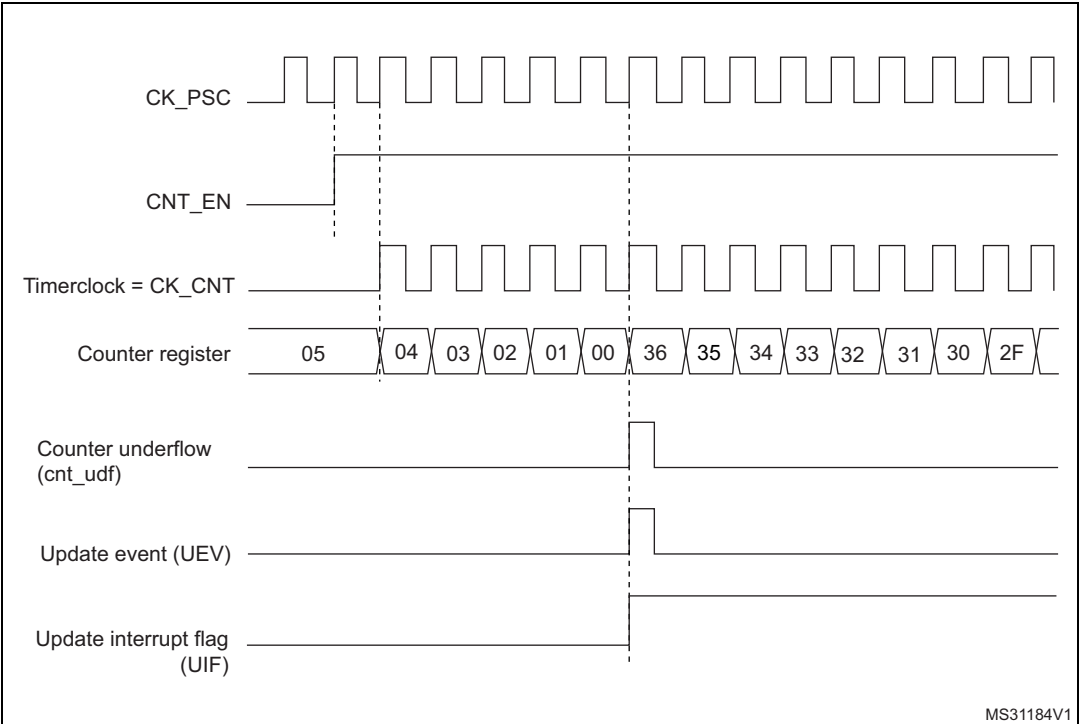 CK_PSC
CNT_EN
Timerclock = CK_CNT
Counter register 05 04 03 02 01 00 36 35 34 33 32 31 30 2F
Counter underflow
(cnt_udf)
Update event (UEV)
Update interrupt flag
(UIF)
MS31184V1